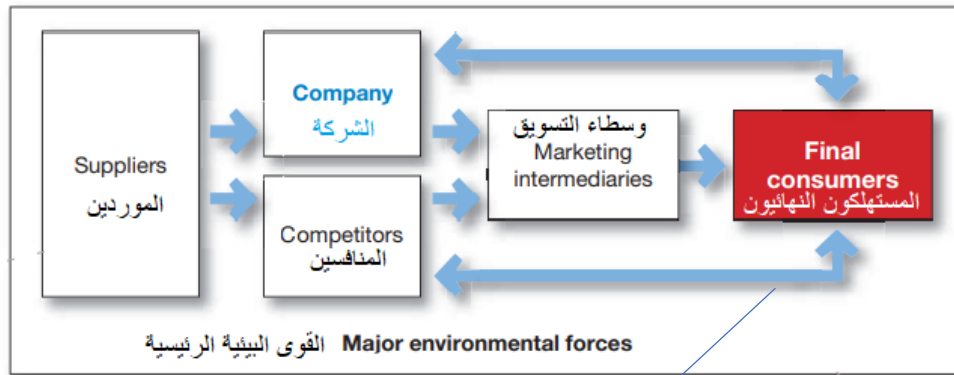 Suppliers
الموردين
Company
الشركة
Competitors
المنافسين
وسطاء التسويق
Marketing
intermediaries
Final
consumers
المستهلكون النهائيون
القوى البيئية الرئيسية Major environmental forces